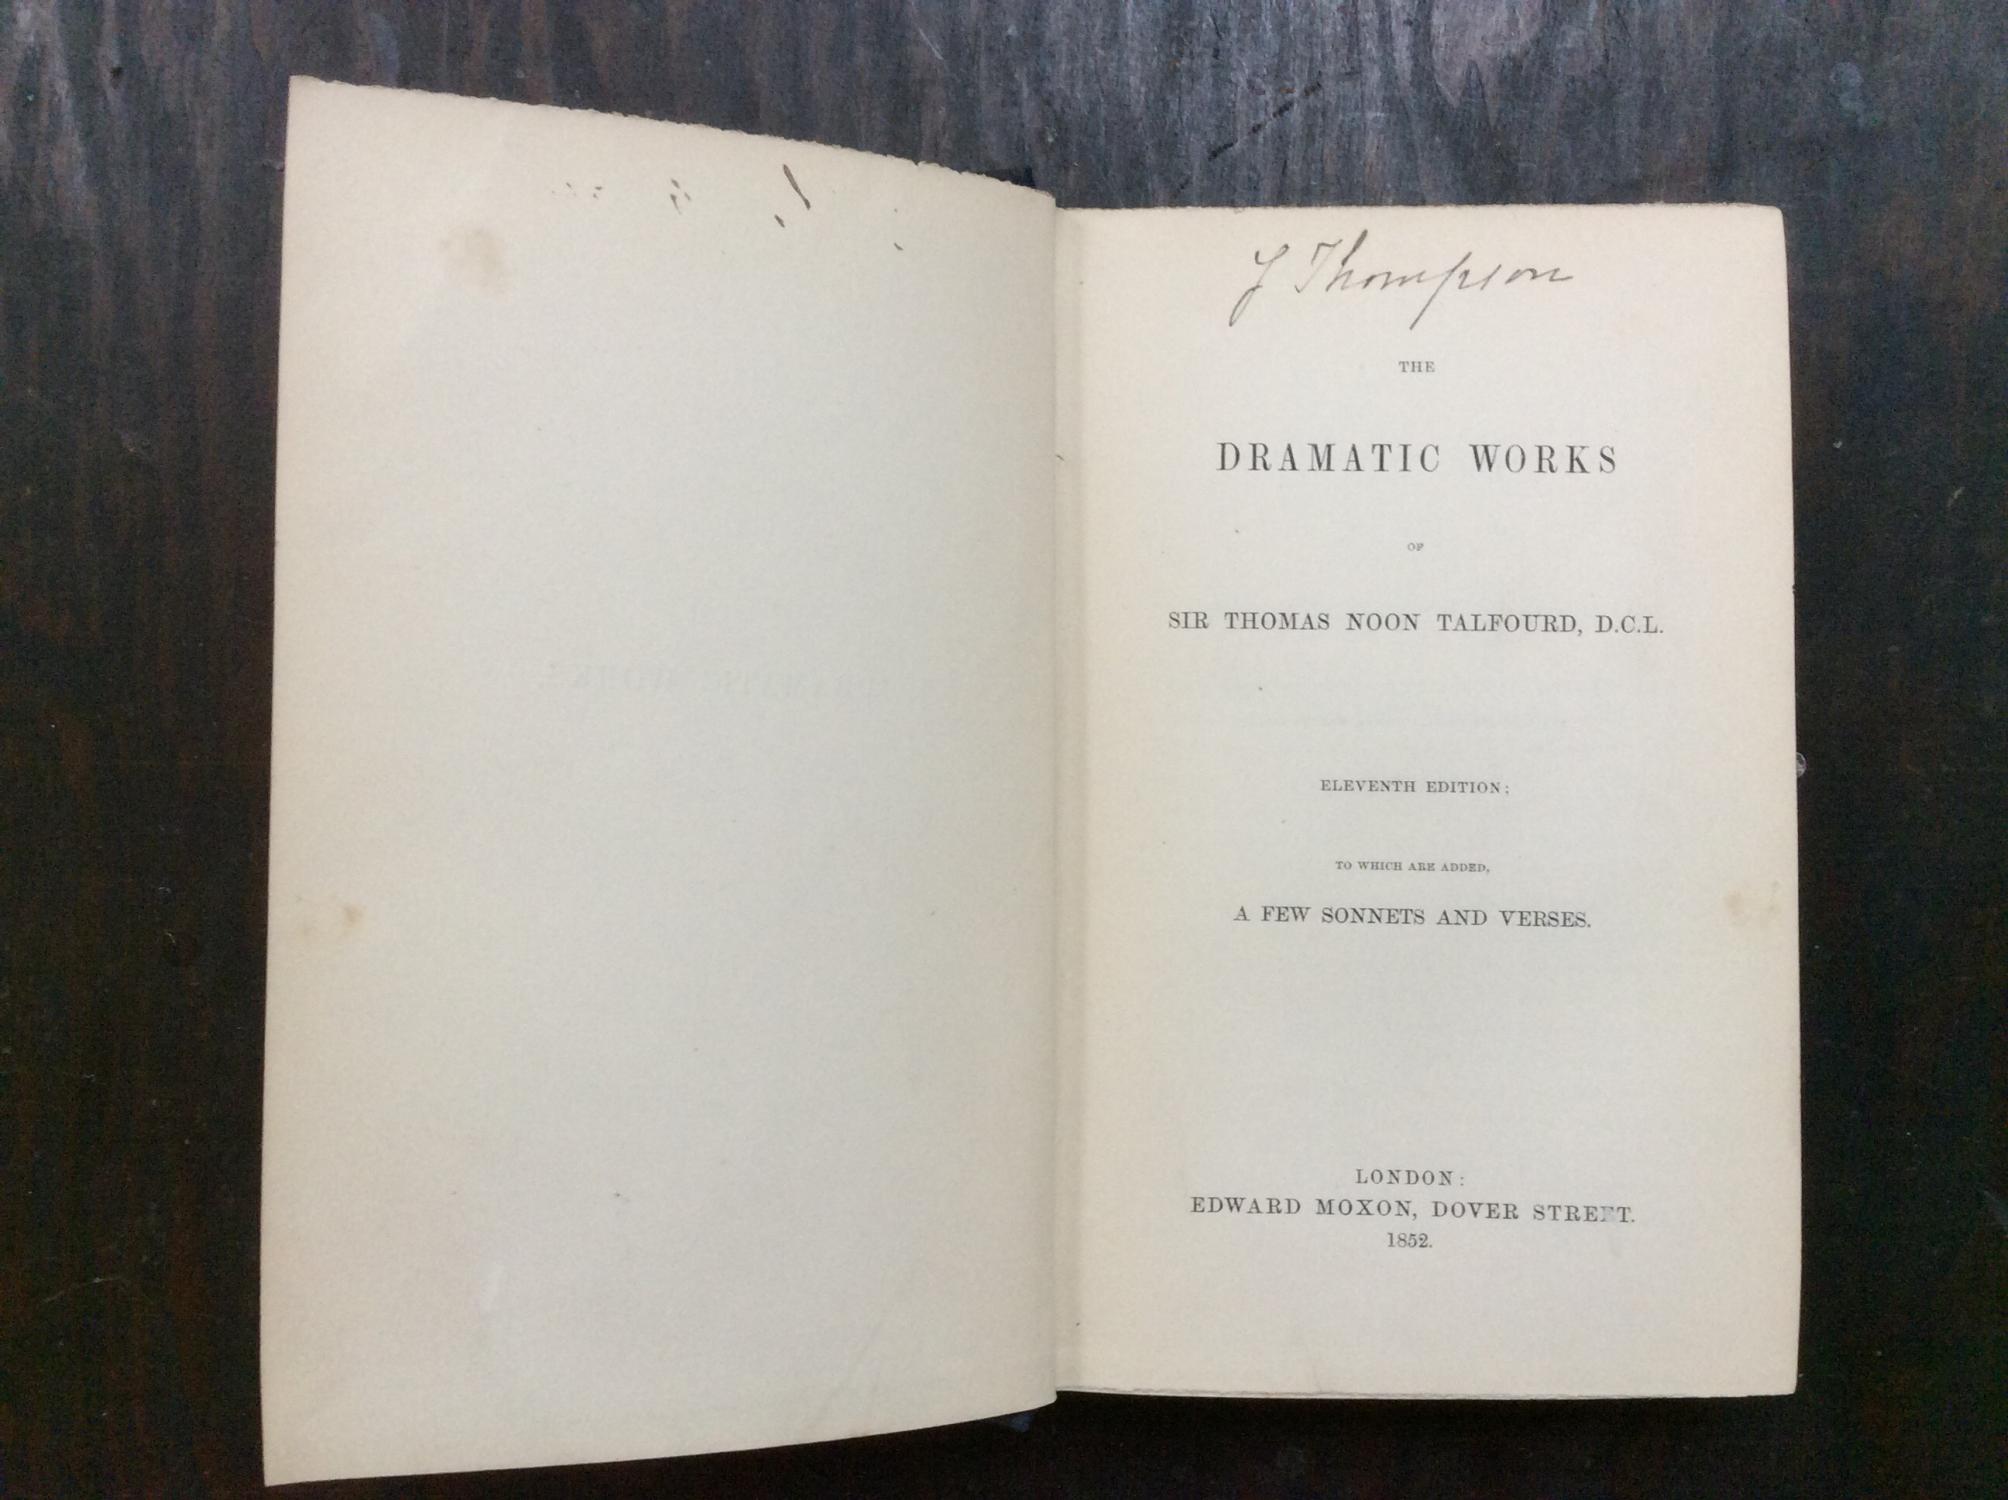 J Thompson
THE
DRAMATIC WORKS
OF
SIR THOMAS NOON TALFOURD, D.C.L.
ELEVENTH EDITION;
TO WHICH ARE ADDED,
A FEW SONNETS AND VERSES.
LONDON:
EDWARD MOXON, DOVER STREET.
1852.